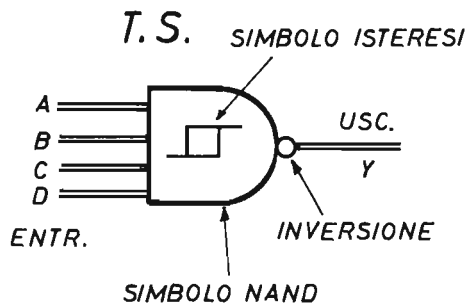 T. S.
SIMBOLO ISTERESI
A
B
C
D
ENTR.
USC.
Y
INVERSIONE
SIMBOLO NAND